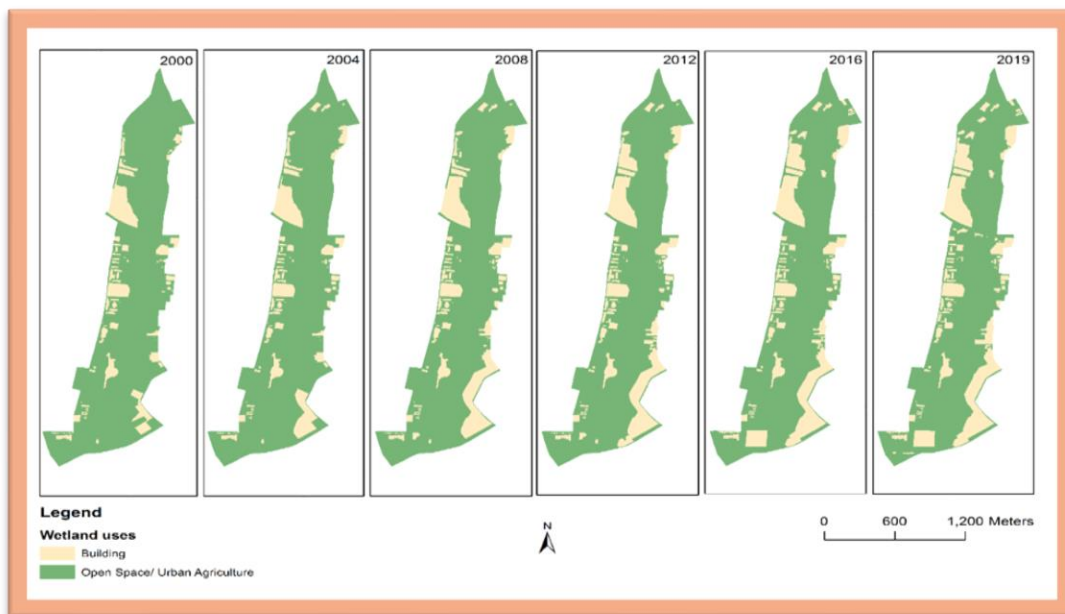 2000
2004
2008
2012
2016
2019
Legend
Wetland uses
Building
Open Space/ Urban Agriculture
N
0 600 1,200 Meters